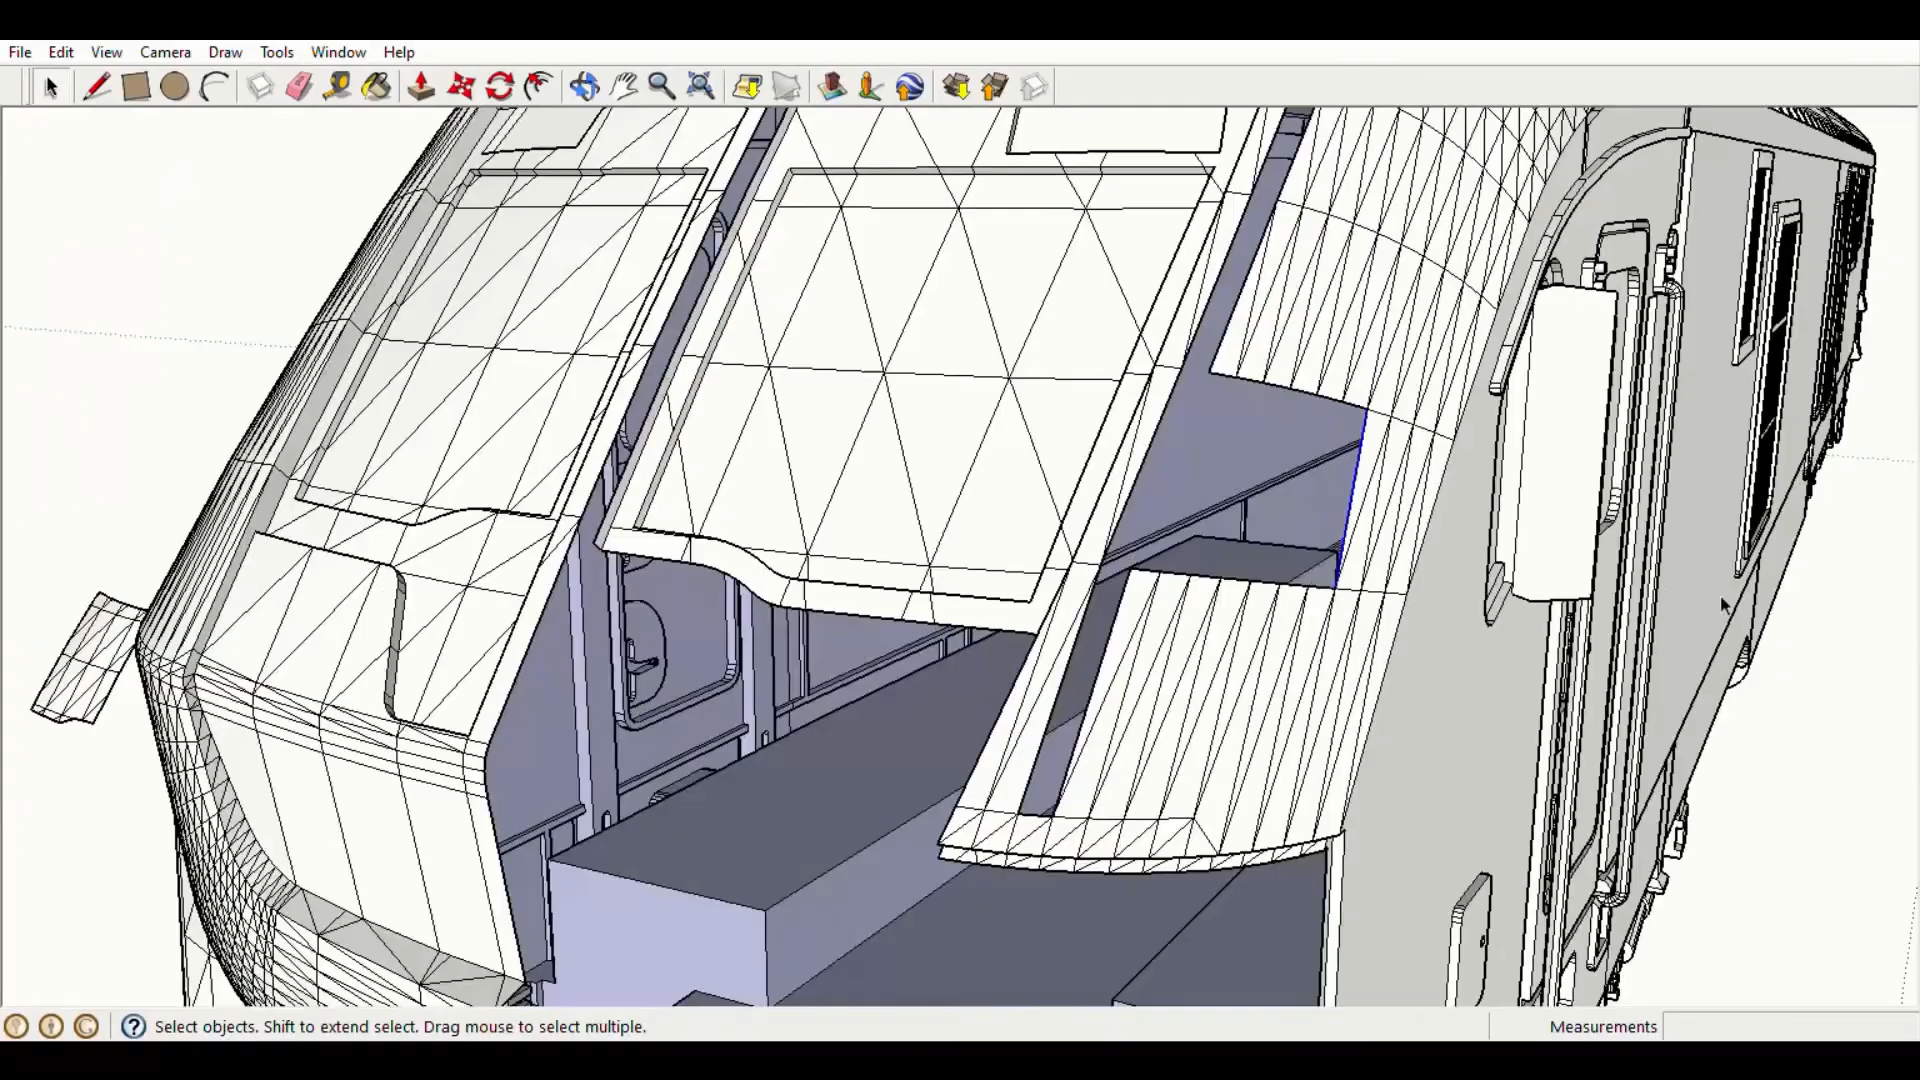 File Edit View Camera Draw Tools Window Help
Select objects. Shift to extend select. Drag mouse to select multiple.
Measurements